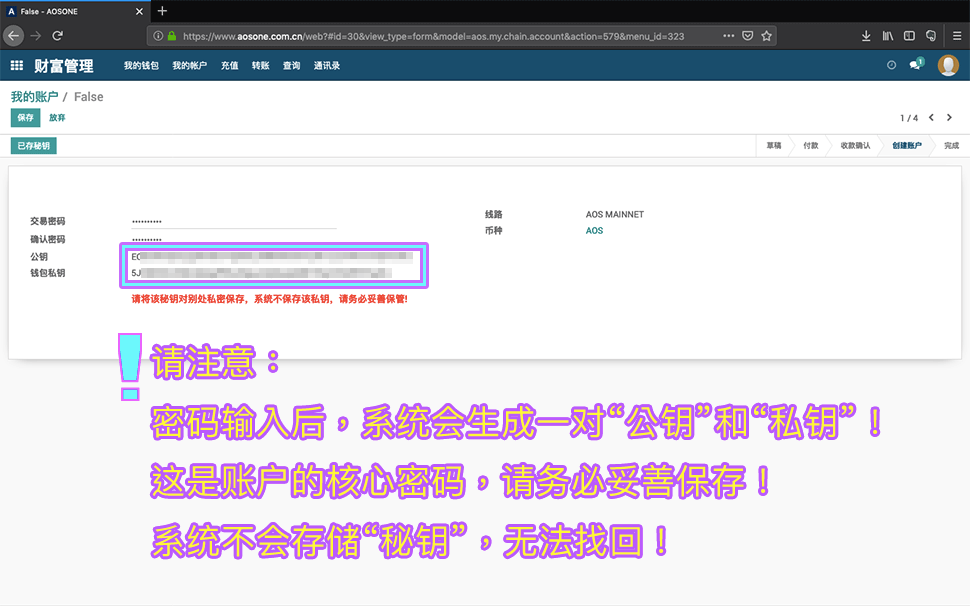 False - AOSONE
https://www.aosone.com.cn/web?#id=30&view_type=form&model=aos.my.chain.account&action=579&menu_id=323
财富管理 我的钱包 我的帐户 充值 转账 查询 通讯录 1
我的账户 / False
保存 放弃 1 / 4
已存秘钥 草稿 付款 收款确认 创建账户 完成
交易密码 •••••••••• 线路 AOS MAINNET
确认密码 •••••••••• 币种 AOS
公钥
钱包私钥 5J
请将该秘钥对别处私密保存，系统不保存该私钥，请务必妥善保管!
! 请注意：
密码输入后，系统会生成一对“公钥”和“私钥”！
这是账户的核心密码，请务必妥善保存！
系统不会存储“秘钥”，无法找回！